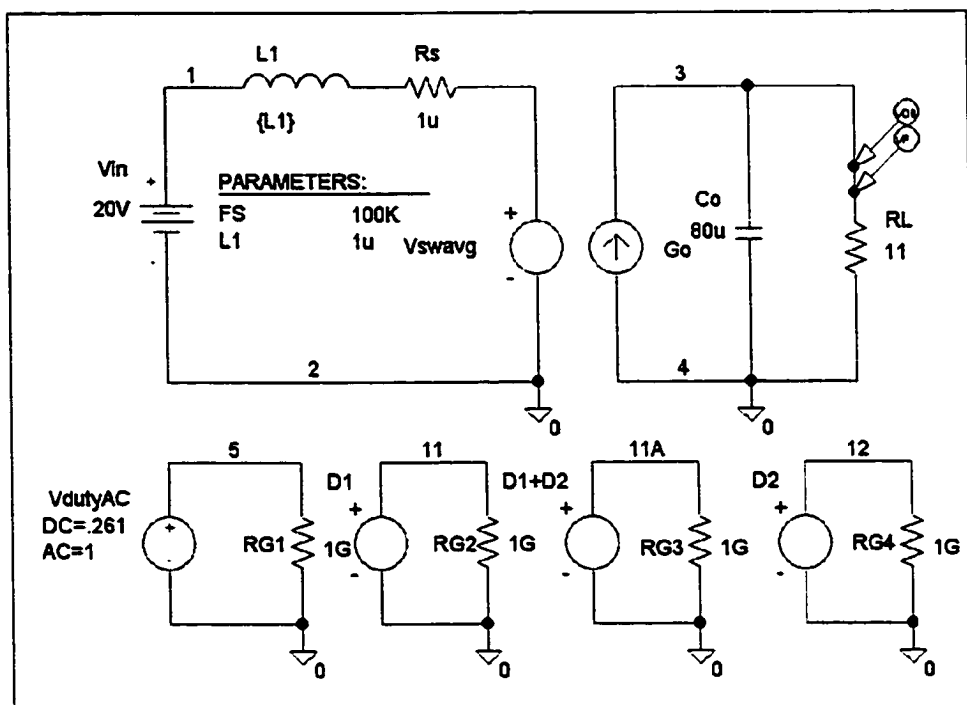 L1
Rs
1
3
{L1}
1u
Vin
+
20V
-
PARAMETERS:
FS 100K
L1 1u
Vswavg
+
-
Go
Co
80u
RL
11
2
4
0
0
5
11
11A
12
VdutyAC
DC=.261
AC=1
+
-
RG1
1G
0
D1
+
-
RG2
1G
0
D1+D2
+
-
RG3
1G
0
D2
+
-
RG4
1G
0